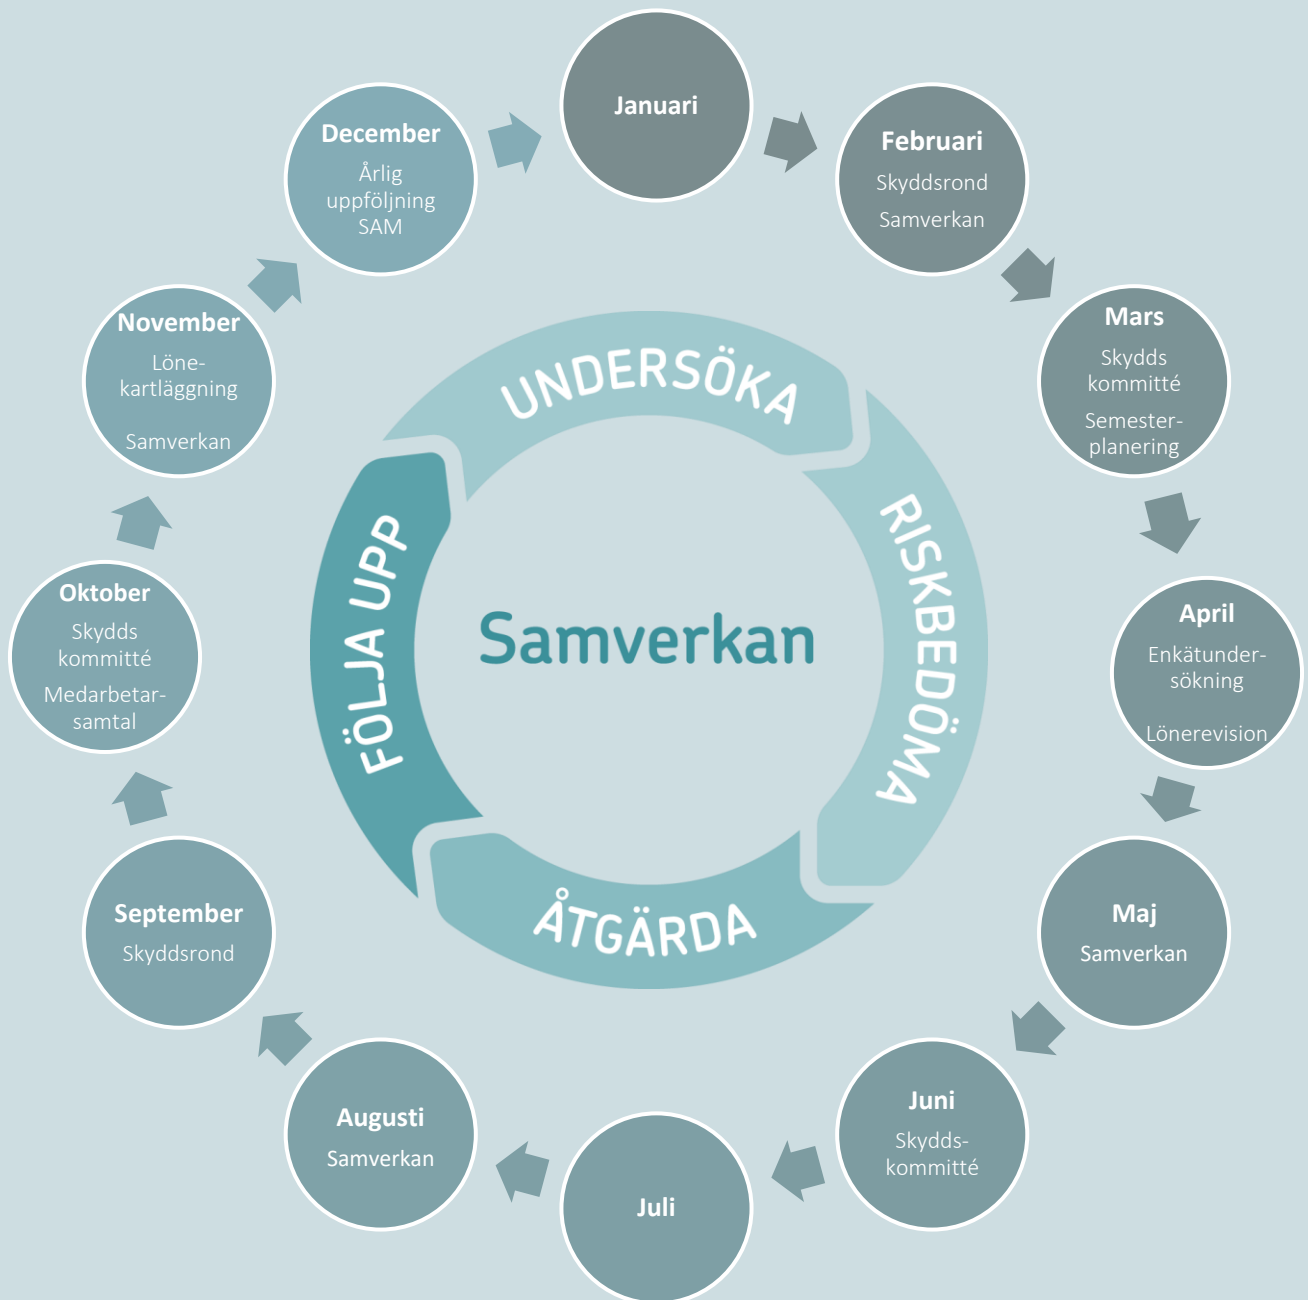 Januari
Februari
Skyddsrond
Samverkan
Mars
Skydds
kommitté
Semester-
planering
April
Enkätunder-
sökning
Lönerevision
Maj
Samverkan
Juni
Skydds-
kommitté
Juli
Augusti
Samverkan
September
Skyddsrond
Oktober
Skydds
kommitté
Medarbetar-
samtal
November
Löne-
kartläggning
Samverkan
December
Årlig
uppföljning
SAM
UNDERSÖKA
RISKBEDÖMA
ÅTGÄRDA
FÖLJA UPP
Samverkan